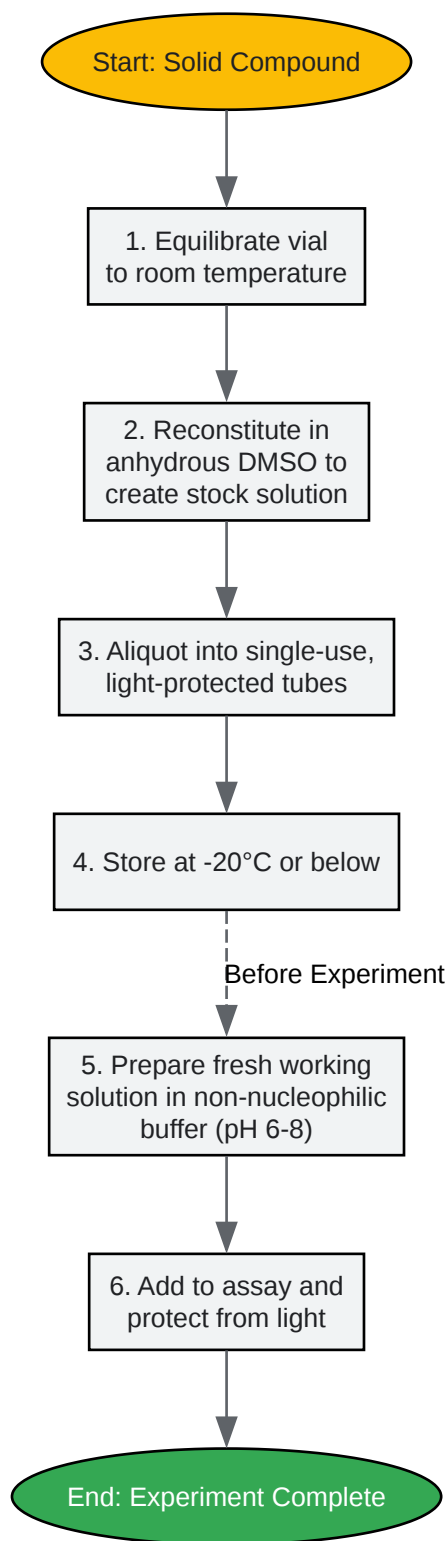 Start: Solid Compound
1. Equilibrate vial
to room temperature
2. Reconstitute in
anhydrous DMSO to
create stock solution
3. Aliquot into single-use,
light-protected tubes
4. Store at -20°C or below
Before Experiment
5. Prepare fresh working
solution in non-nucleophilic
buffer (pH 6-8)
6. Add to assay and
protect from light
End: Experiment Complete